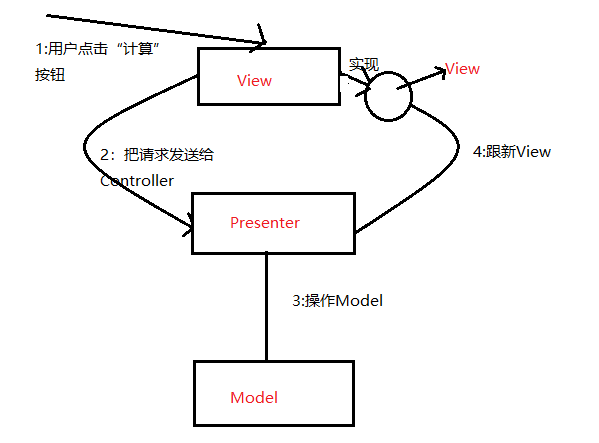 1:用户点击“计算”
按钮
View
实现
View
2：把请求发送给
Controller
4:跟新View
Presenter
3:操作Model
Model